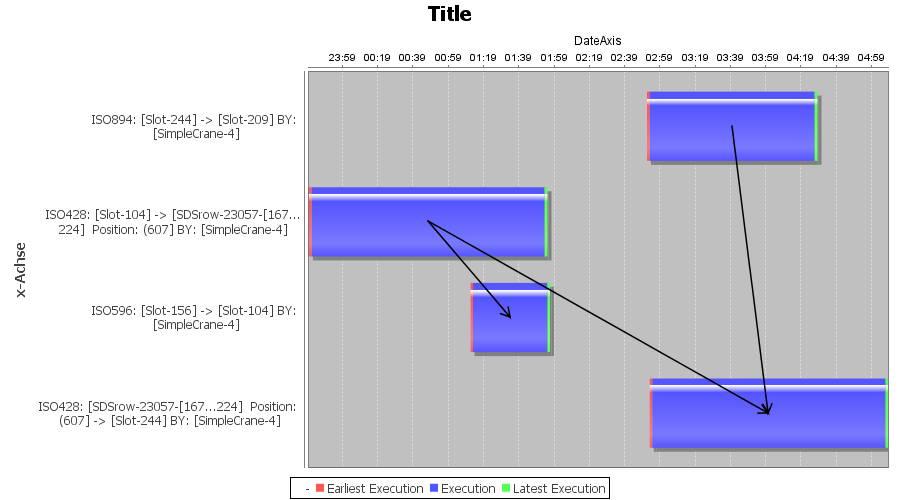 Title
DateAxis
23:59 00:19 00:39 00:59 01:19 01:39 01:59 02:19 02:39 02:59 03:19 03:39 03:59 04:19 04:39 04:59
x-Achse
ISO894: [Slot-244] -> [Slot-209] BY:
[SimpleCrane-4]
ISO428: [Slot-104] -> [SDSrow-23057-[167...
224] Position: (607] BY: [SimpleCrane-4]
ISO596: [Slot-156] -> [Slot-104] BY:
[SimpleCrane-4]
ISO428: [SDSrow-23057-[167...224] Position:
(607] -> [Slot-244] BY: [SimpleCrane-4]
- Earliest Execution Execution Latest Execution